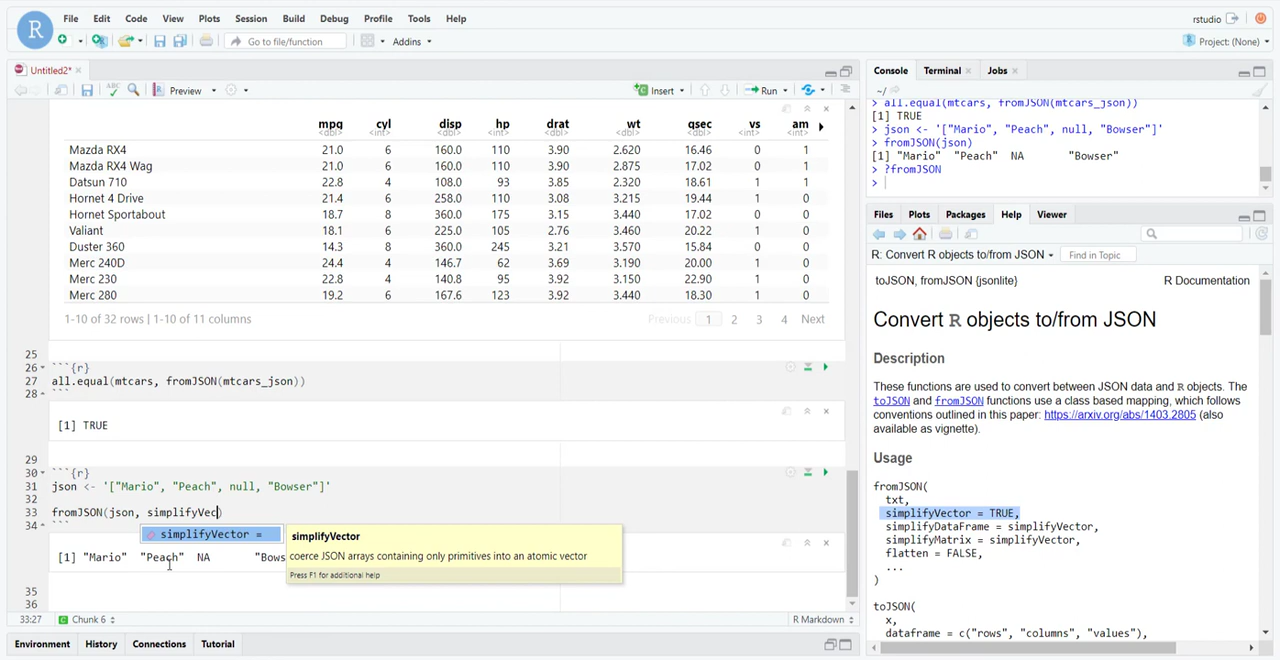 File Edit Code View Plots Session Build Debug Profile Tools Help
rstudio
R
Go to file/function
Addins
Project: (None)
Untitled2*
Preview
Insert
Run
mpg cyl disp hp drat wt qsec vs am
<dbl> <int> <dbl> <int> <dbl> <dbl> <dbl> <int> <int>
Mazda RX4 21.0 6 160.0 110 3.90 2.620 16.46 0 1
Mazda RX4 Wag 21.0 6 160.0 110 3.90 2.875 17.02 0 1
Datsun 710 22.8 4 108.0 93 3.85 2.320 18.61 1 1
Hornet 4 Drive 21.4 6 258.0 110 3.08 3.215 19.44 1 0
Hornet Sportabout 18.7 8 360.0 175 3.15 3.440 17.02 0 0
Valiant 18.1 6 225.0 105 2.76 3.460 20.22 1 0
Duster 360 14.3 8 360.0 245 3.21 3.570 15.84 0 0
Merc 240D 24.4 4 146.7 62 3.69 3.190 20.00 1 0
Merc 230 22.8 4 140.8 95 3.92 3.150 22.90 1 0
Merc 280 19.2 6 167.6 123 3.92 3.440 18.30 1 0
1-10 of 32 rows | 1-10 of 11 columns
Previous 1 2 3 4 Next
25
26 ```{r}
27 all.equal(mtcars, fromJSON(mtcars_json))
28 ```
[1] TRUE
29
30 ```{r}
31 json <- '["Mario", "Peach", null, "Bowser"]'
32
33 fromJSON(json, simplifyVec)
34 ```
simplifyVector =
simplifyVector
coerce JSON arrays containing only primitives into an atomic vector
Press F1 for additional help
[1] "Mario" "Peach" NA "Bows
35
36
33:27 Chunk 6 R Markdown
Environment History Connections Tutorial
Console Terminal Jobs
~/
> all.equal(mtcars, fromJSON(mtcars_json))
[1] TRUE
> json <- '["Mario", "Peach", null, "Bowser"]'
> fromJSON(json)
[1] "Mario" "Peach" NA "Bowser"
> ?fromJSON
>
Files Plots Packages Help Viewer
R: Convert R objects to/from JSON
Find in Topic
toJSON, fromJSON {jsonlite} R Documentation
Convert R objects to/from JSON
Description
These functions are used to convert between JSON data and R objects. The
toJSON and fromJSON functions use a class based mapping, which follows
conventions outlined in this paper: https://arxiv.org/abs/1403.2805 (also
available as vignette).
Usage
fromJSON(
txt,
simplifyVector = TRUE,
simplifyDataFrame = simplifyVector,
simplifyMatrix = simplifyVector,
flatten = FALSE,
...
)
toJSON(
x,
dataframe = c("rows", "columns", "values"),